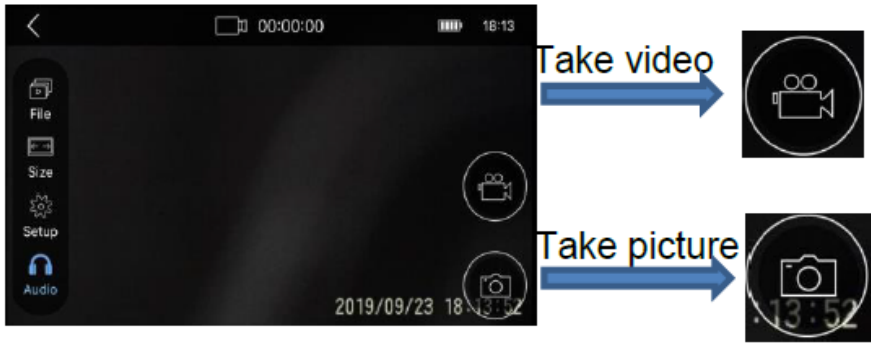 00:00:00
18:13
File
Size
Setup
Audio
2019/09/23 18:13:52
Take video
Take picture
:13:52